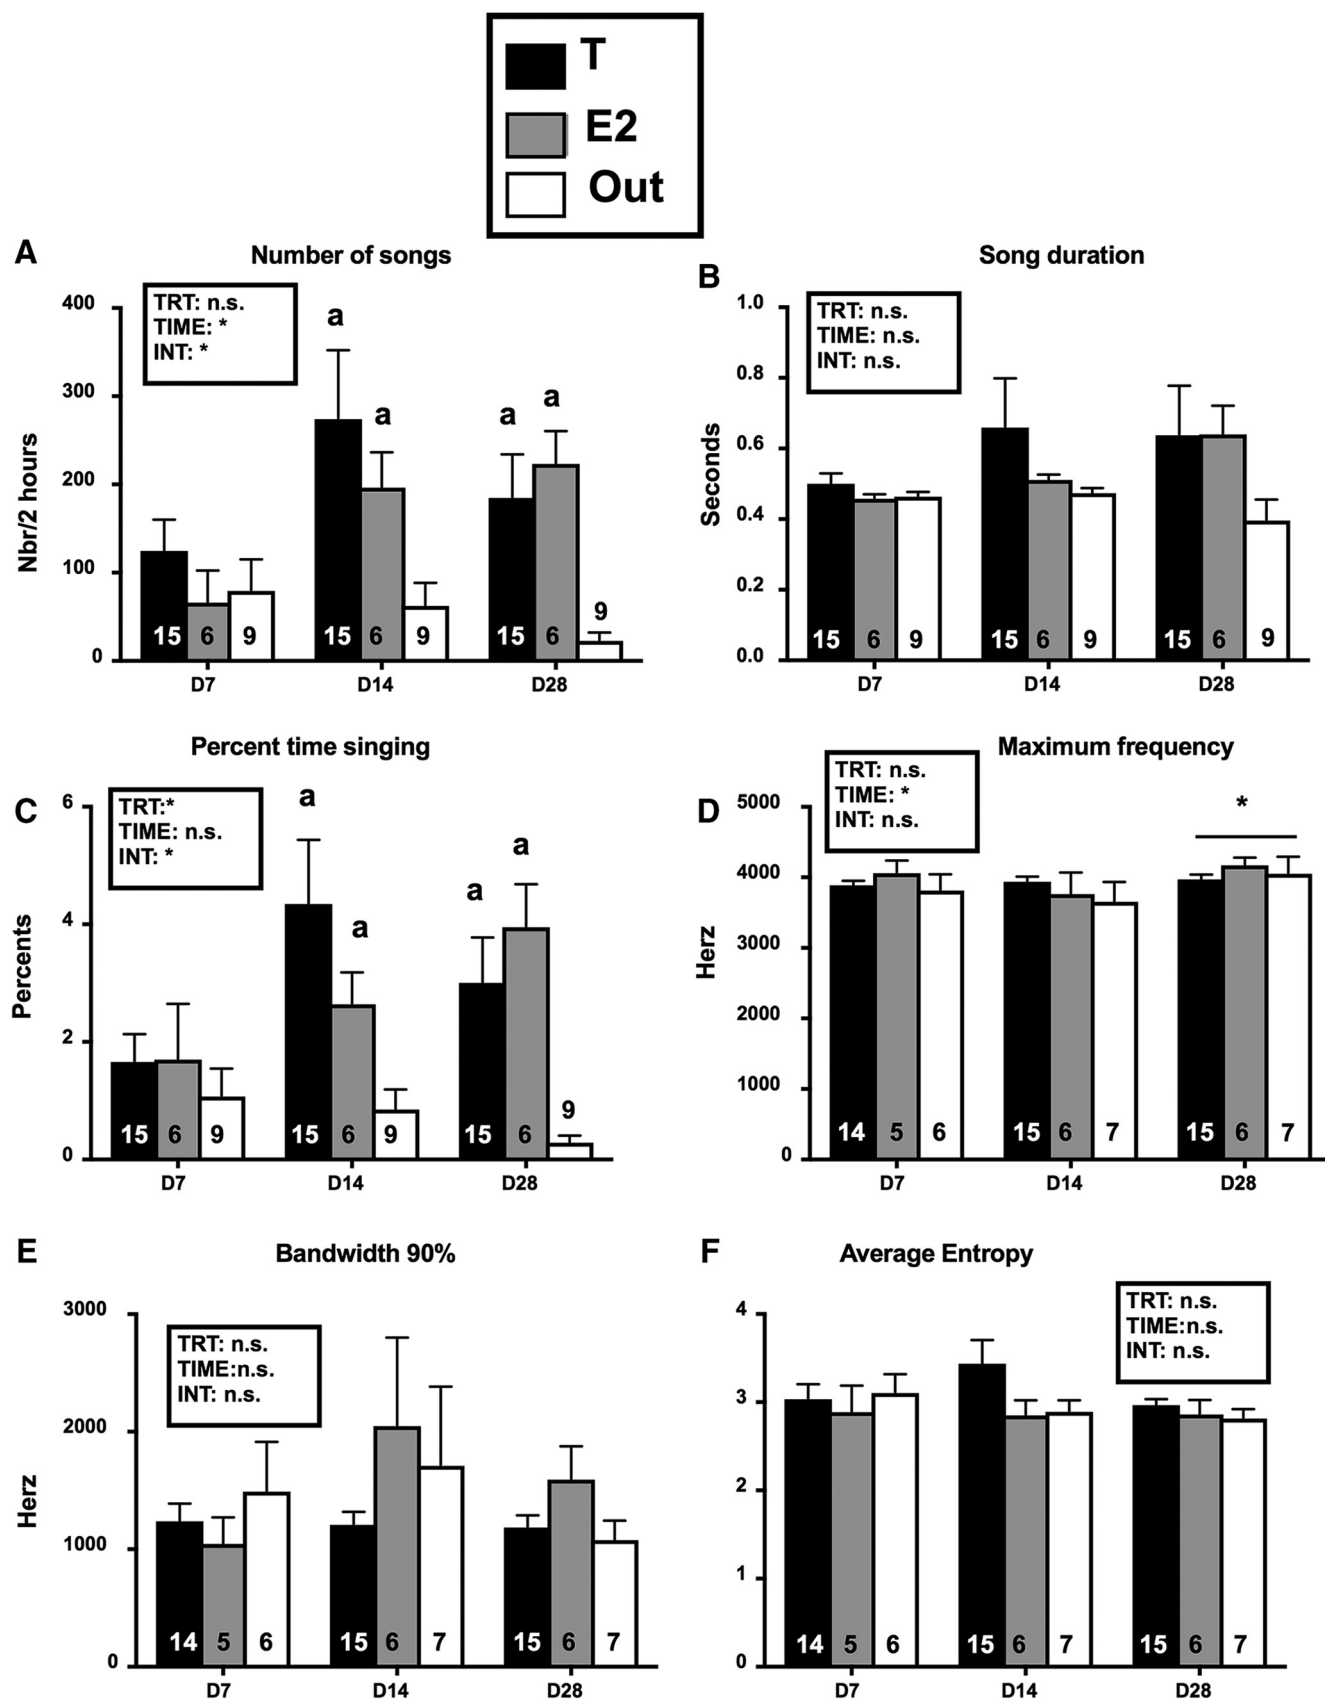 T
E2
Out
A
Number of songs
TRT: n.s.
TIME: *
INT: *
400
300
200
100
0
Nbr/2 hours
a
a
a
a
15
6
9
15
6
9
15
6
9
D7
D14
D28
B
Song duration
TRT: n.s.
TIME: n.s.
INT: n.s.
1.0
0.8
0.6
0.4
0.2
0.0
Seconds
15
6
9
15
6
9
15
6
9
D7
D14
D28
C
Percent time singing
TRT:*
TIME: n.s.
INT: *
6
4
2
0
Percents
a
a
a
a
15
6
9
15
6
9
15
6
9
D7
D14
D28
D
Maximum frequency
TRT: n.s.
TIME: *
INT: n.s.
5000
4000
3000
2000
1000
0
Herz
*
14
5
6
15
6
7
15
6
7
D7
D14
D28
E
Bandwidth 90%
TRT: n.s.
TIME:n.s.
INT: n.s.
3000
2000
1000
0
Herz
14
5
6
15
6
7
15
6
7
D7
D14
D28
F
Average Entropy
TRT: n.s.
TIME:n.s.
INT: n.s.
4
3
2
1
0
14
5
6
15
6
7
15
6
7
D7
D14
D28